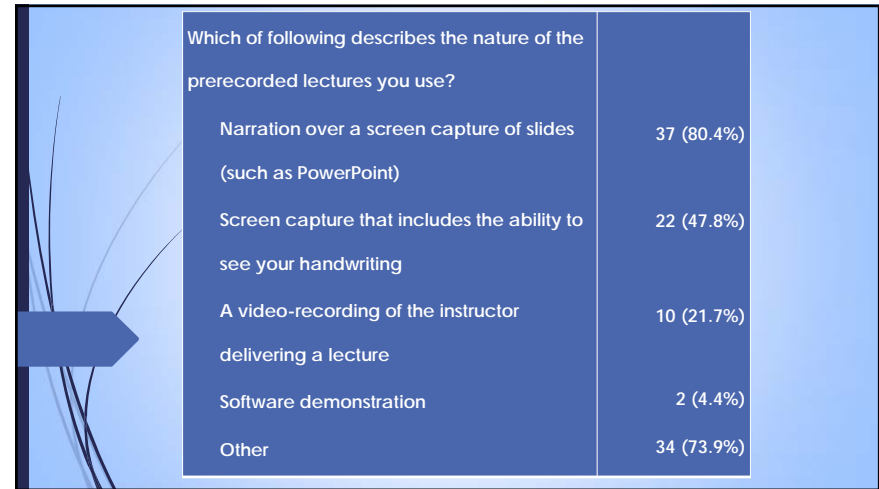 Which of following describes the nature of the
prerecorded lectures you use?
Narration over a screen capture of slides
(such as PowerPoint)
37 (80.4%)
Screen capture that includes the ability to
see your handwriting
22 (47.8%)
A video-recording of the instructor
delivering a lecture
10 (21.7%)
Software demonstration
2 (4.4%)
Other
34 (73.9%)